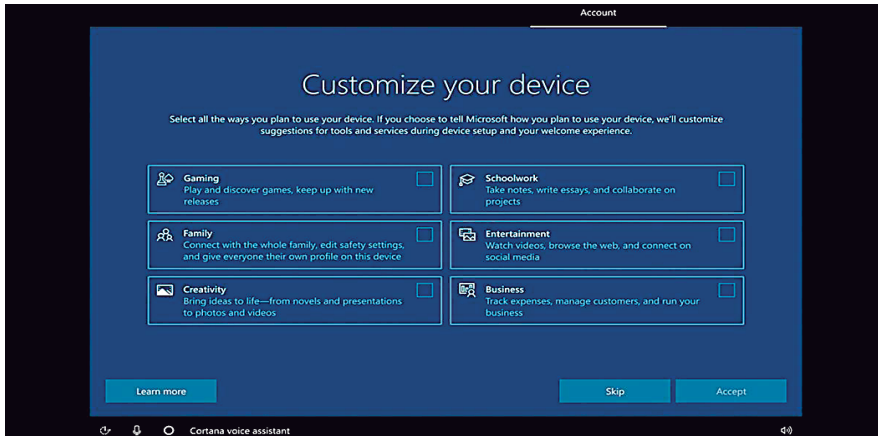 Account
Customize your device
Select all the ways you plan to use your device. If you choose to tell Microsoft how you plan to use your device, we'll customize
suggestions for tools and services during device setup and your welcome experience.
Gaming
Play and discover games, keep up with new
releases
Schoolwork
Take notes, write essays, and collaborate on
projects
Family
Connect with the whole family, edit safety settings,
and give everyone their own profile on this device
Entertainment
Watch videos, browse the web, and connect on
social media
Creativity
Bring ideas to life—from novels and presentations
to photos and videos
Business
Track expenses, manage customers, and run your
business
Learn more
Skip
Accept
Cortana voice assistant